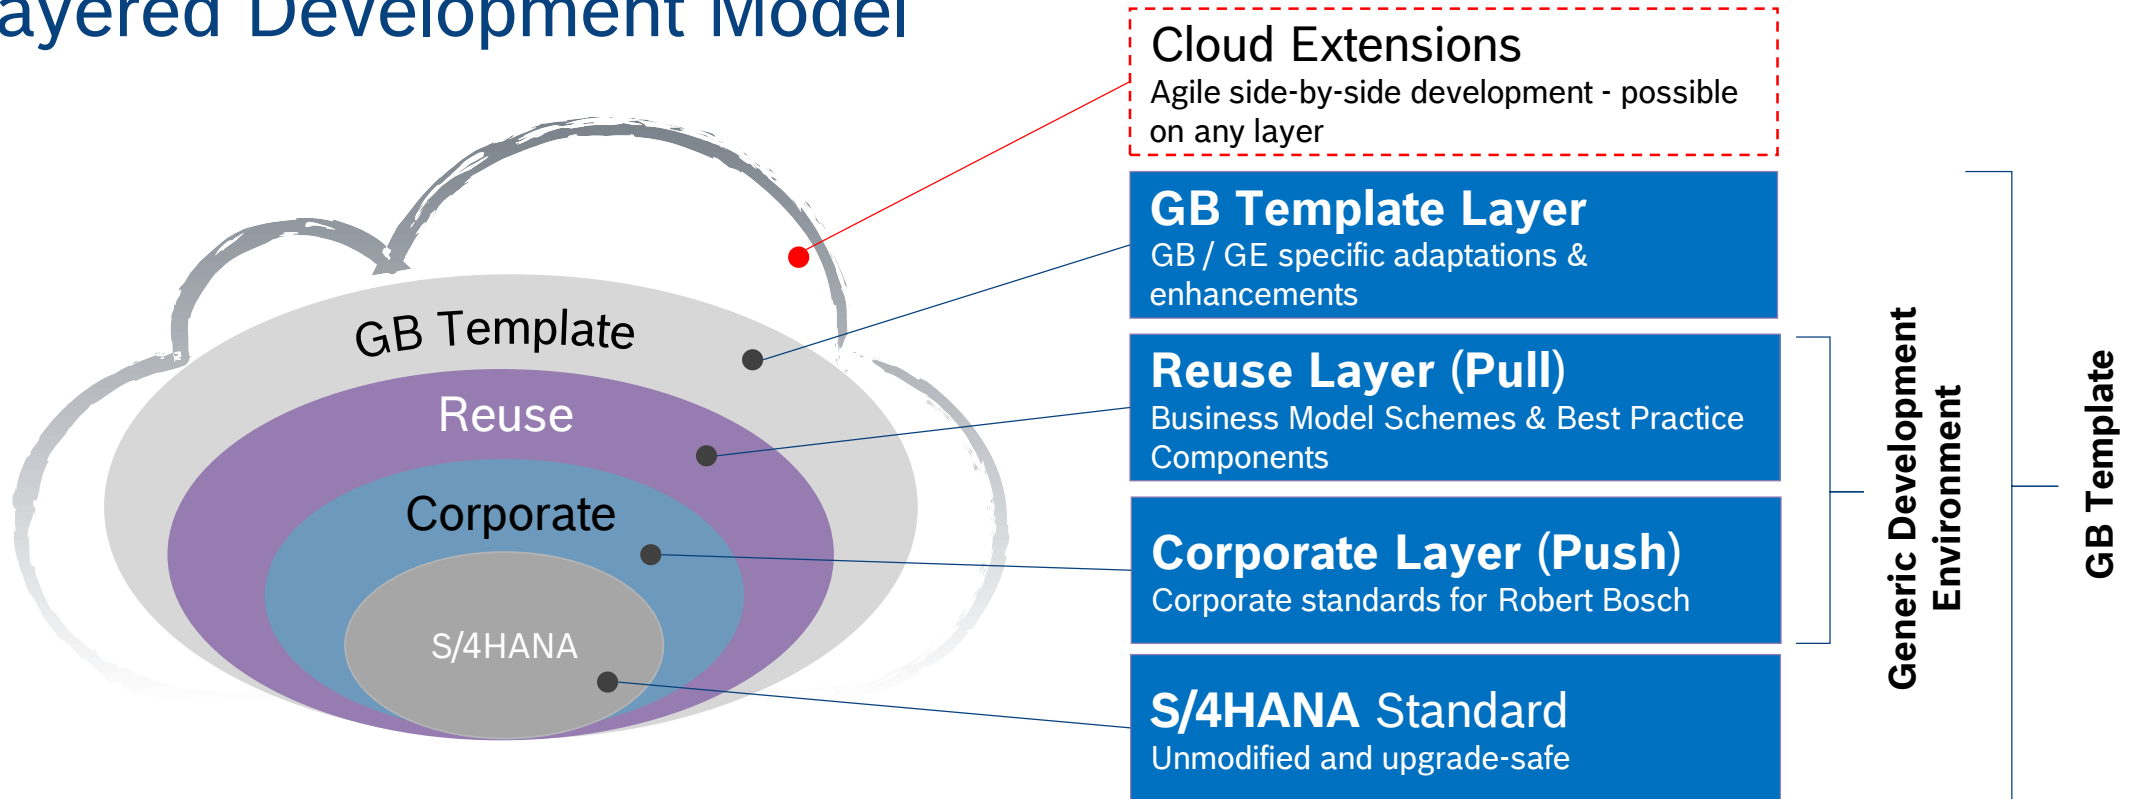 ayered Development Model
Cloud Extensions
Agile side-by-side development - possible
on any layer
GB Template Layer
GB / GE specific adaptations &
enhancements
Reuse Layer (Pull)
Business Model Schemes & Best Practice
Components
Corporate Layer (Push)
Corporate standards for Robert Bosch
S/4HANA Standard
Unmodified and upgrade-safe
GB Template
Reuse
Corporate
S/4HANA
Generic Development
Environment
GB Template